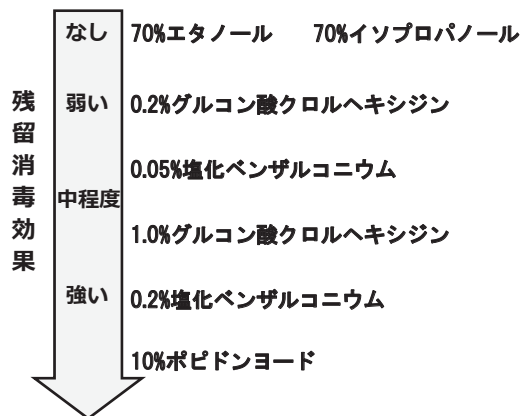 残留消毒効果
なし 70%エタノール 70%イソプロパノール
弱い 0.2%グルコン酸クロルヘキシジン
0.05%塩化ベンザルコニウム
中程度
1.0%グルコン酸クロルヘキシジン
強い 0.2%塩化ベンザルコニウム
10%ポピドンヨード